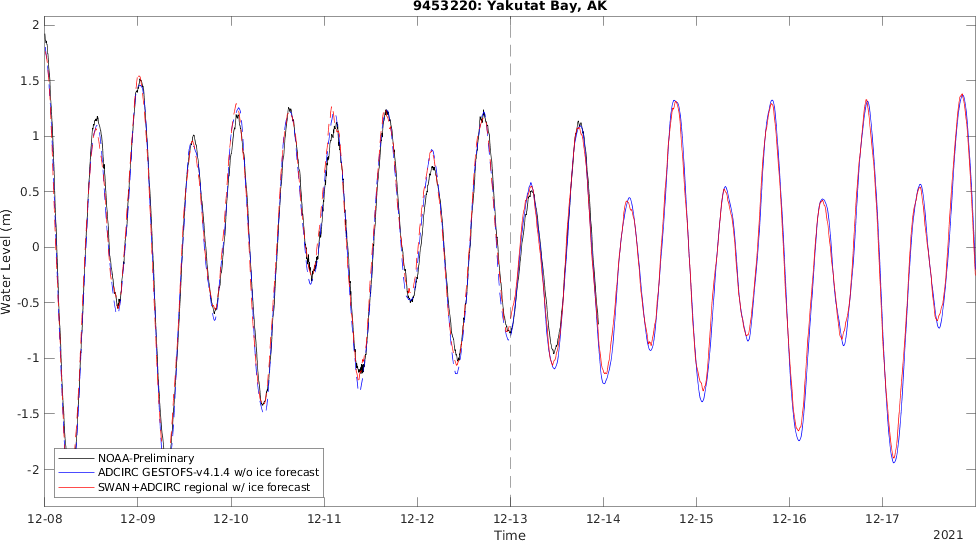 9453220: Yakutat Bay, AK
Water Level (m)
2
1.5
1
0.5
0
-0.5
-1
-1.5
-2
NOAA-Preliminary
ADCIRC GESTOFS-v4.1.4 w/o ice forecast
SWAN+ADCIRC regional w/ ice forecast
12-08 12-09 12-10 12-11 12-12 12-13 12-14 12-15 12-16 12-17
Time
2021